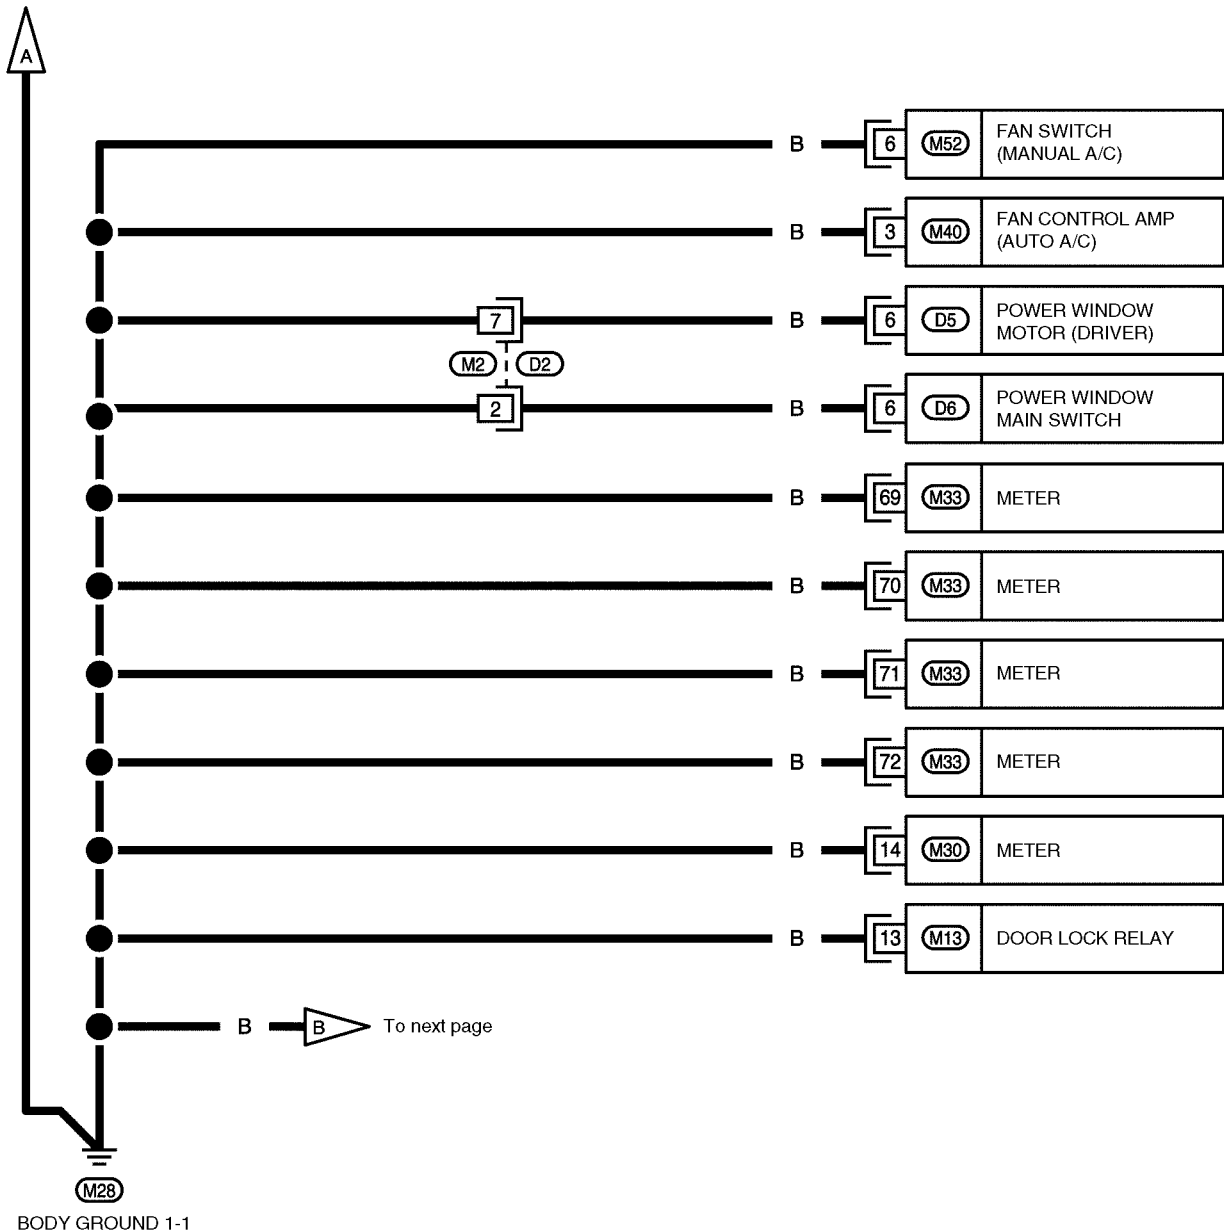 A
B 6 M52 FAN SWITCH
(MANUAL A/C)
B 3 M40 FAN CONTROL AMP
(AUTO A/C)
7 B 6 D5 POWER WINDOW
MOTOR (DRIVER)
M2 D2
2 B 6 D6 POWER WINDOW
MAIN SWITCH
B 69 M33 METER
B 70 M33 METER
B 71 M33 METER
B 72 M33 METER
B 14 M30 METER
B 13 M13 DOOR LOCK RELAY
B B To next page
M28
BODY GROUND 1-1